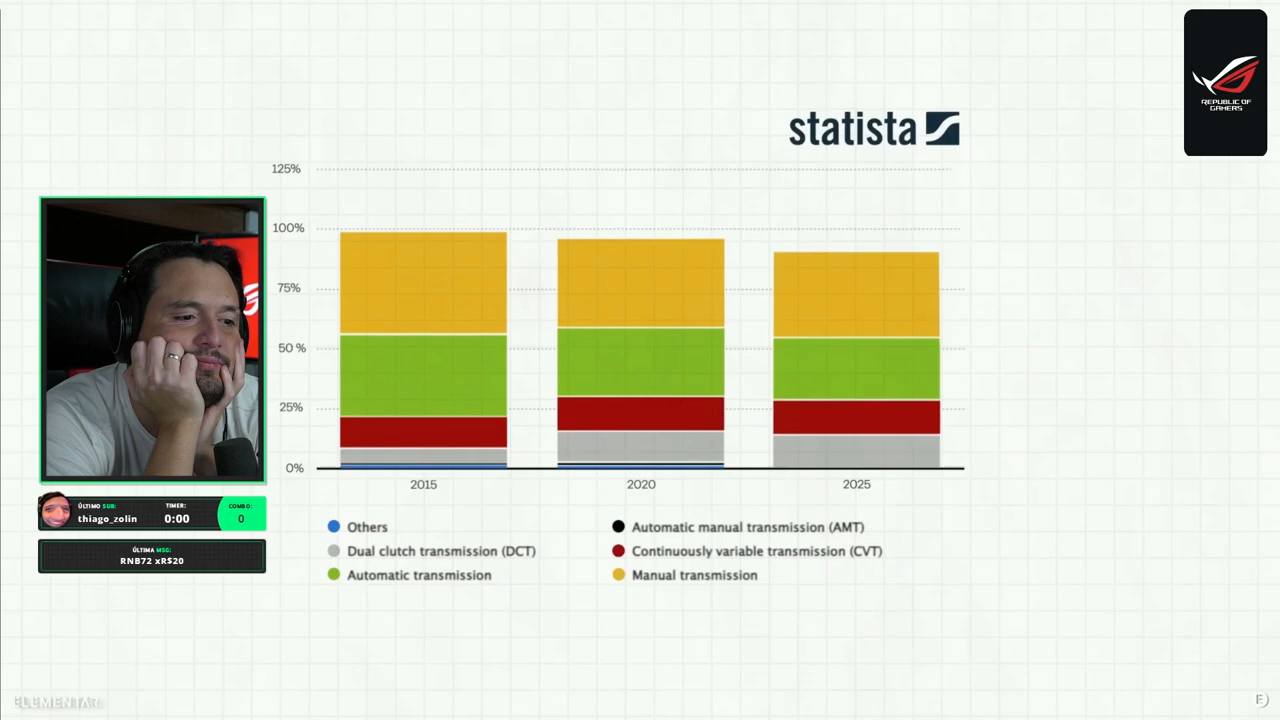 REPUBLIC OF
GAMERS
statista
125%
100%
75%
50 %
25%
0%
2015
2020
2025
Others
Automatic manual transmission (AMT)
Dual clutch transmission (DCT)
Continuously variable transmission (CVT)
Automatic transmission
Manual transmission
ÚLTIMO SUB:
thiago_zolin
TIMER:
0:00
COMBO:
0
ÚLTIMA MSG:
RNB72 xR$20
ELEMENTAR